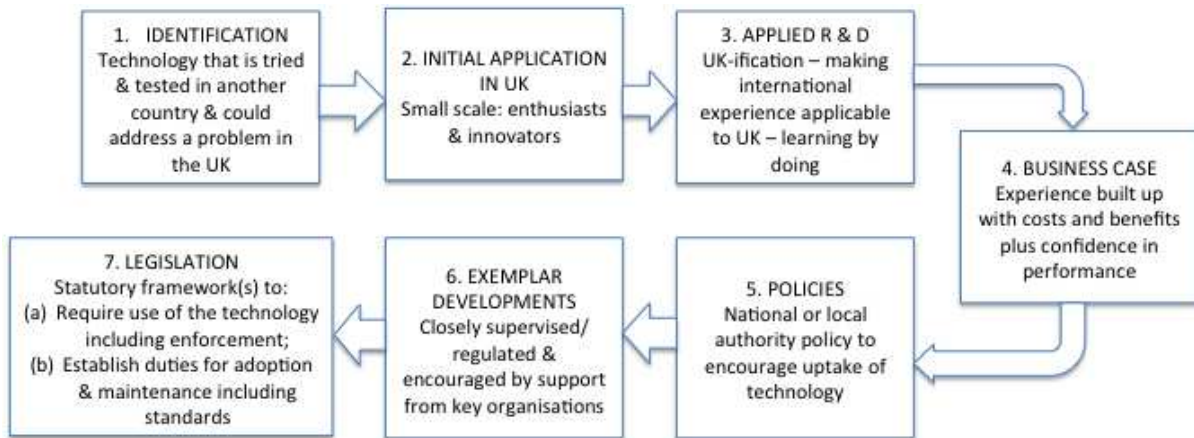 1. IDENTIFICATION
Technology that is tried
& tested in another
country & could
address a problem in
the UK
2. INITIAL APPLICATION
IN UK
Small scale: enthusiasts
& innovators
3. APPLIED R & D
UK-ification – making
international
experience applicable
to UK – learning by
doing
4. BUSINESS CASE
Experience built up
with costs and benefits
plus confidence in
performance
5. POLICIES
National or local
authority policy to
encourage uptake of
technology
6. EXEMPLAR
DEVELOPMENTS
Closely supervised/
regulated &
encouraged by support
from key organisations
7. LEGISLATION
Statutory framework(s) to:
(a) Require use of the technology
including enforcement;
(b) Establish duties for adoption
& maintenance including
standards